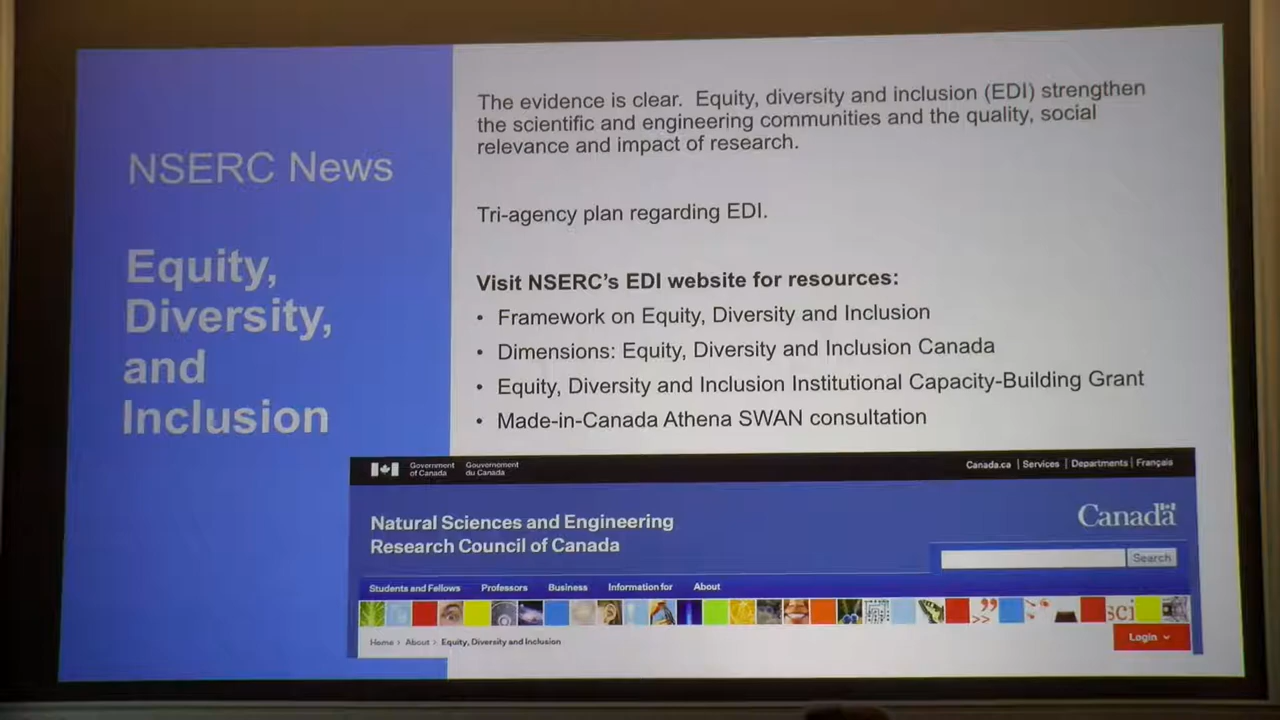 NSERC News
Equity,
Diversity,
and
Inclusion
The evidence is clear. Equity, diversity and inclusion (EDI) strengthen
the scientific and engineering communities and the quality, social
relevance and impact of research.
Tri-agency plan regarding EDI.
Visit NSERC's EDI website for resources:
• Framework on Equity, Diversity and Inclusion
• Dimensions: Equity, Diversity and Inclusion Canada
• Equity, Diversity and Inclusion Institutional Capacity-Building Grant
• Made-in-Canada Athena SWAN consultation
Government of Canada
Gouvernement du Canada
Canada.ca | Services | Departments | Français
Natural Sciences and Engineering
Research Council of Canada
Canada
Search
Students and Fellows Professors Business Information for About
sci
Home > About > Equity, Diversity and Inclusion
Login